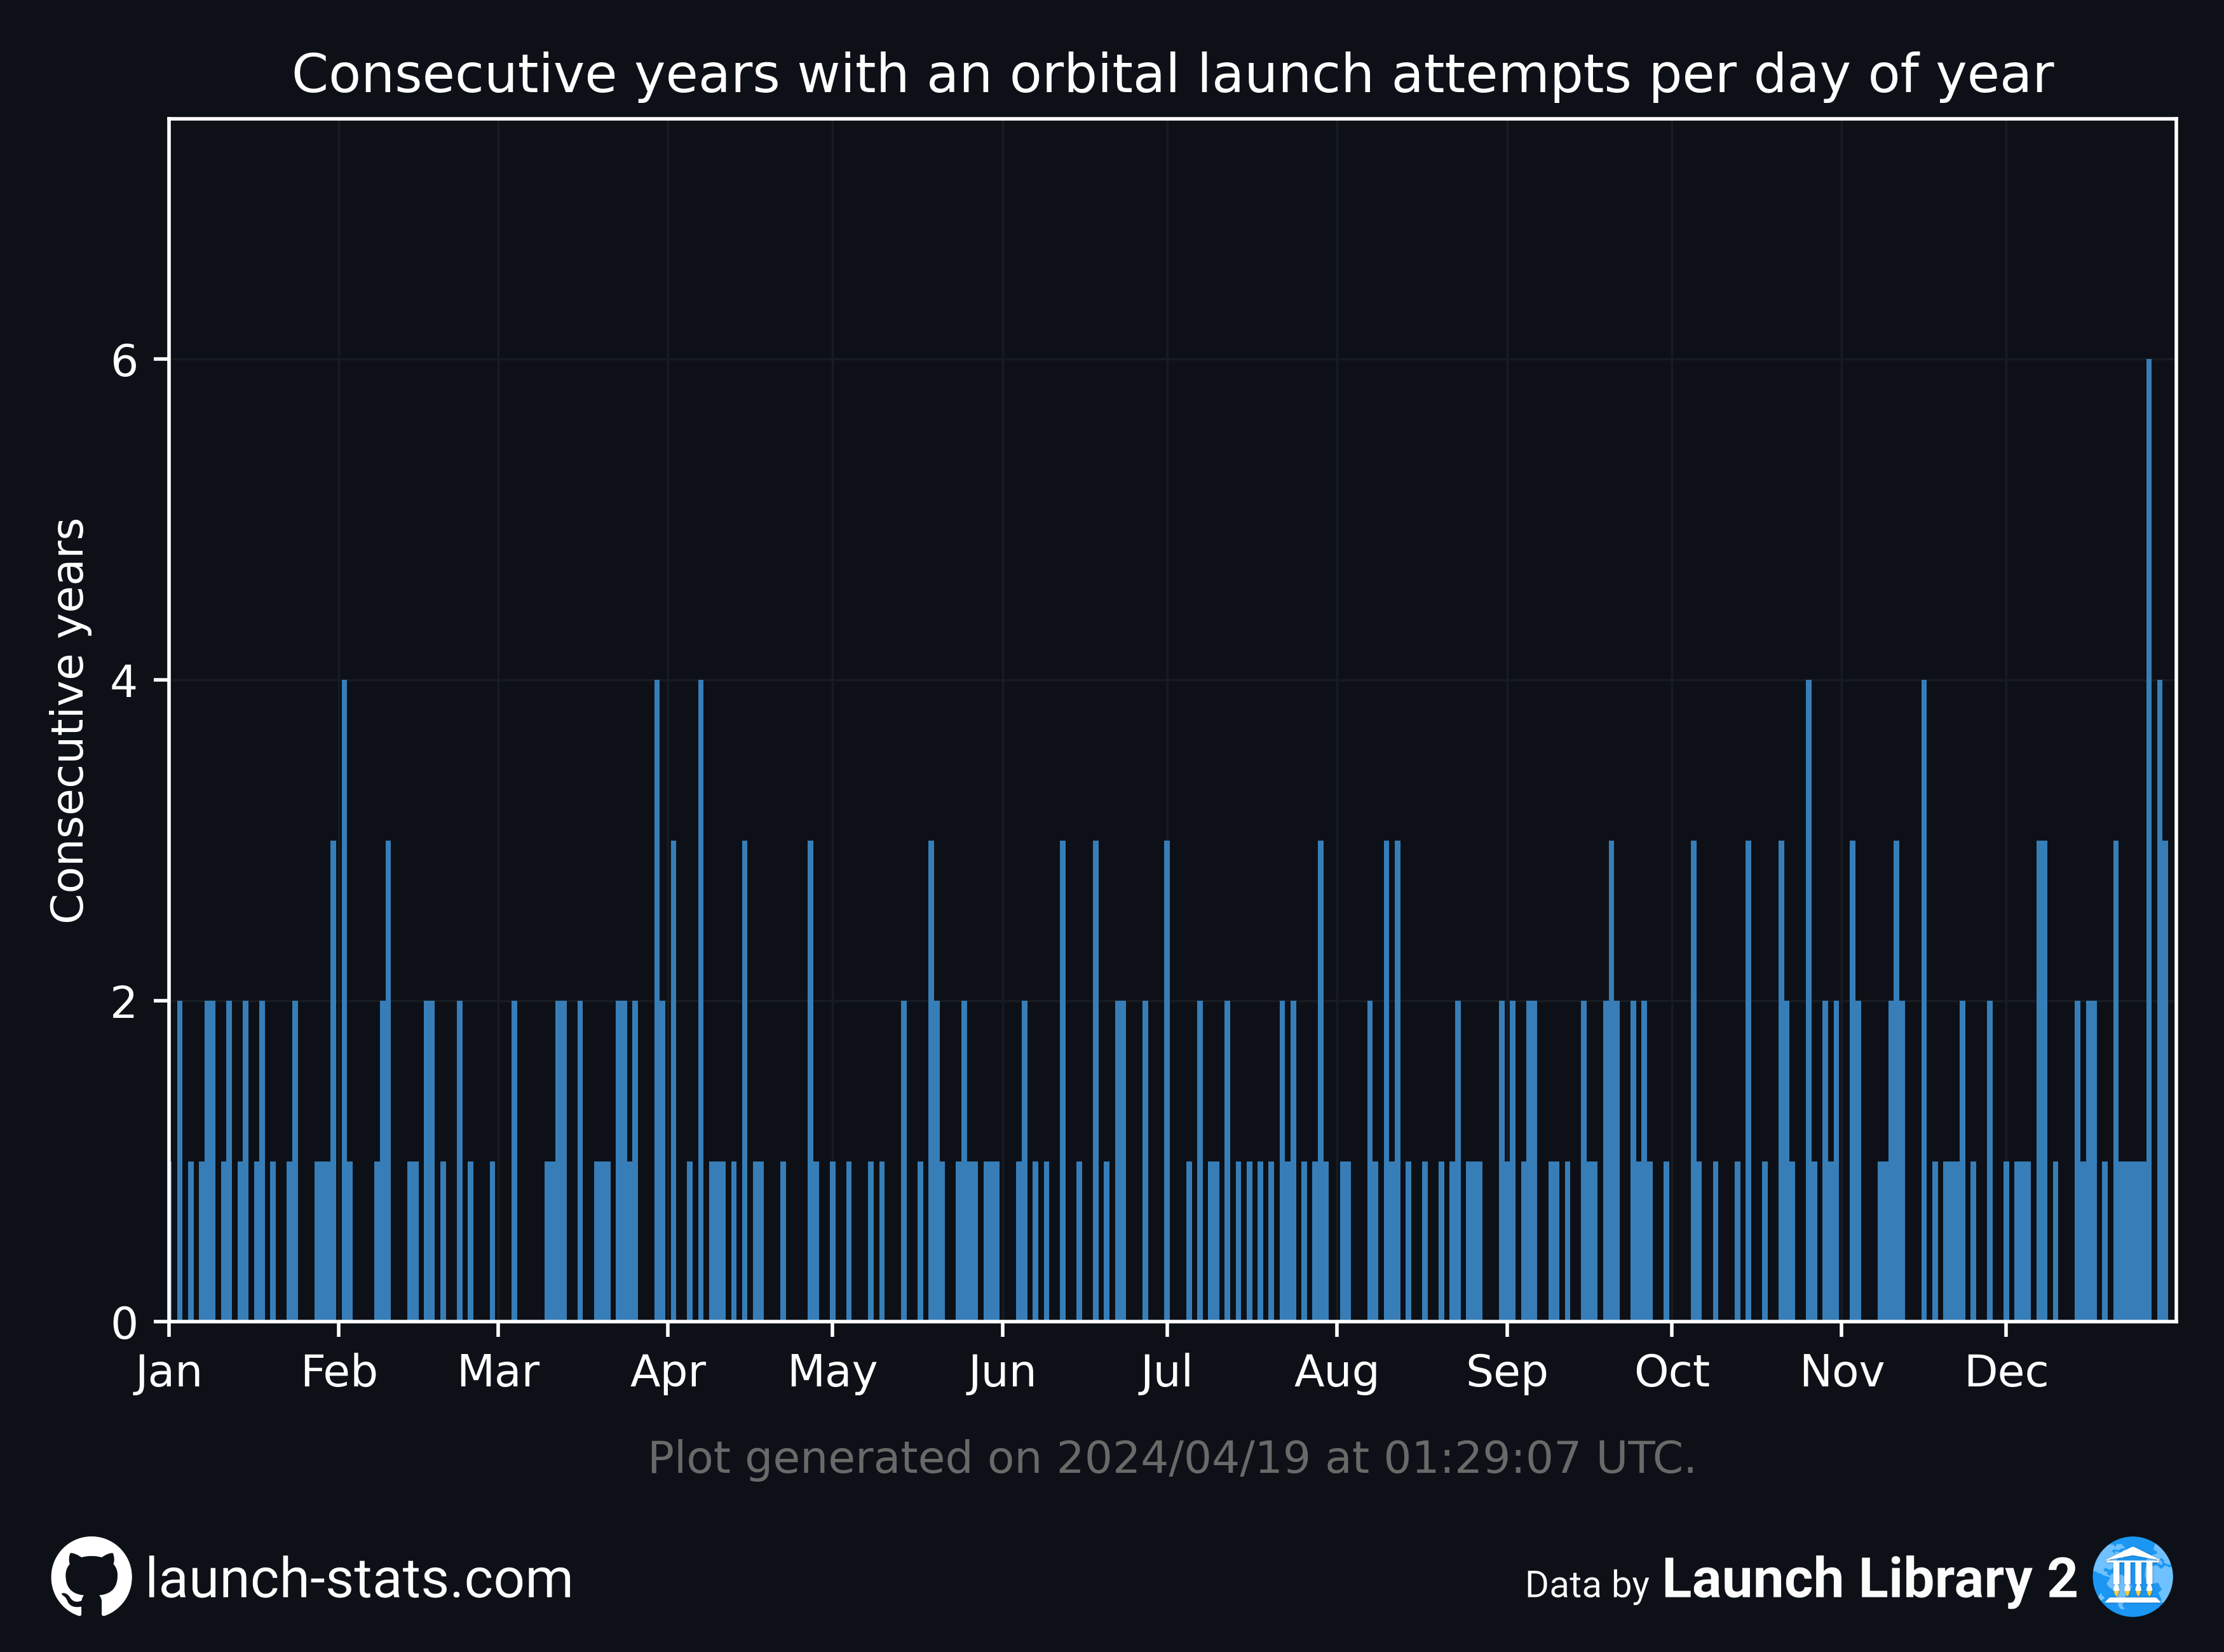 Consecutive years with an orbital launch attempts per day of year
Consecutive years
6
4
2
0
Jan Feb Mar Apr May Jun Jul Aug Sep Oct Nov Dec
Plot generated on 2024/04/19 at 01:29:07 UTC.
launch-stats.com
Data by Launch Library 2